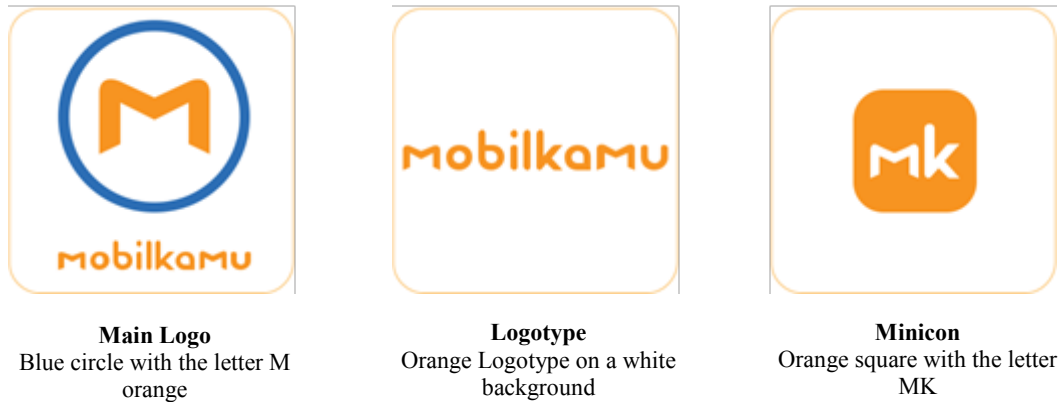 M
mobilkamu
Main Logo
Blue circle with the letter M
orange
mobilkamu
Logotype
Orange Logotype on a white
background
mk
Minicon
Orange square with the letter
MK